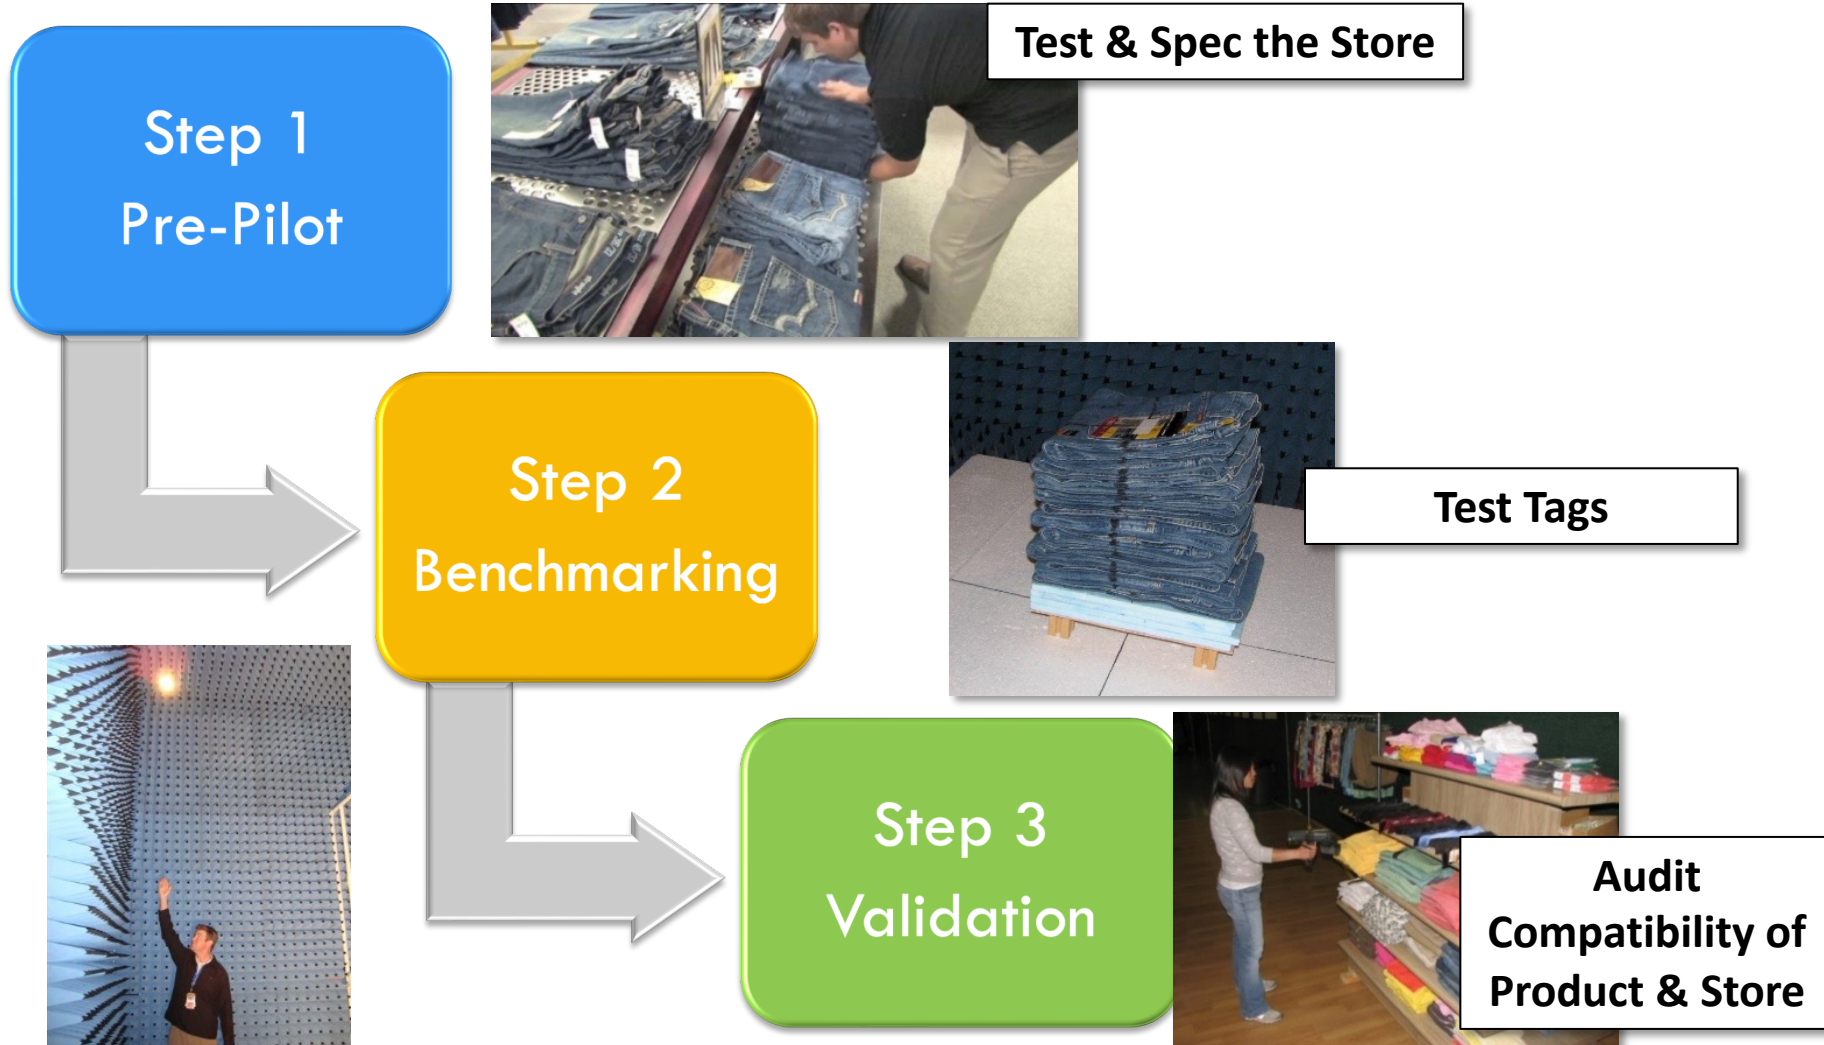 Step 1
Pre-Pilot
Test & Spec the Store
Step 2
Benchmarking
Test Tags
Step 3
Validation
Audit
Compatibility of
Product & Store